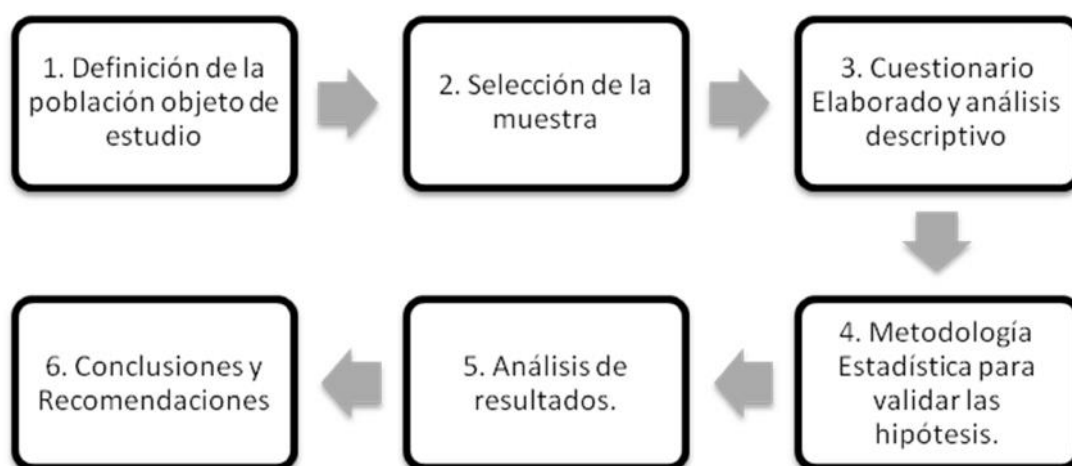 1. Definición de la
población objeto de
estudio
2. Selección de la
muestra
3. Cuestionario
Elaborado y análisis
descriptivo
4. Metodología
Estadística para
validar las
hipótesis.
5. Análisis de
resultados.
6. Conclusiones y
Recomendaciones